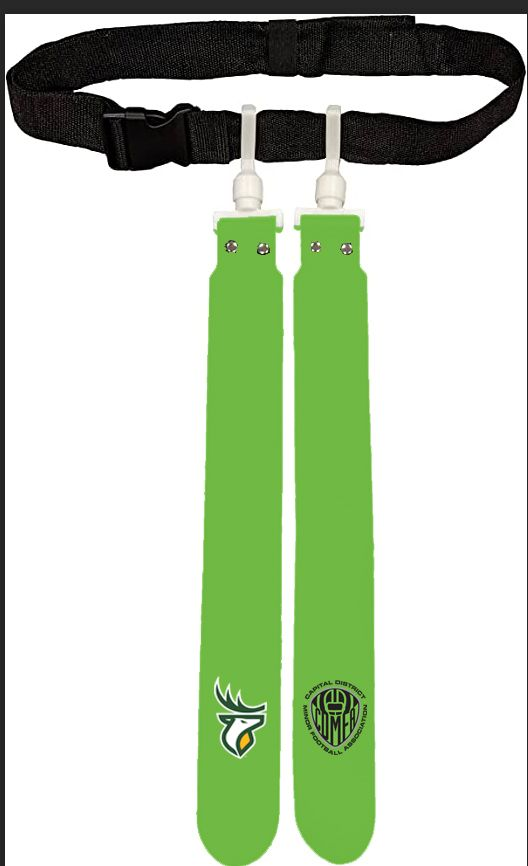 CAPITAL DISTRICT
CDMFA
MINOR FOOTBALL ASSOCIATION